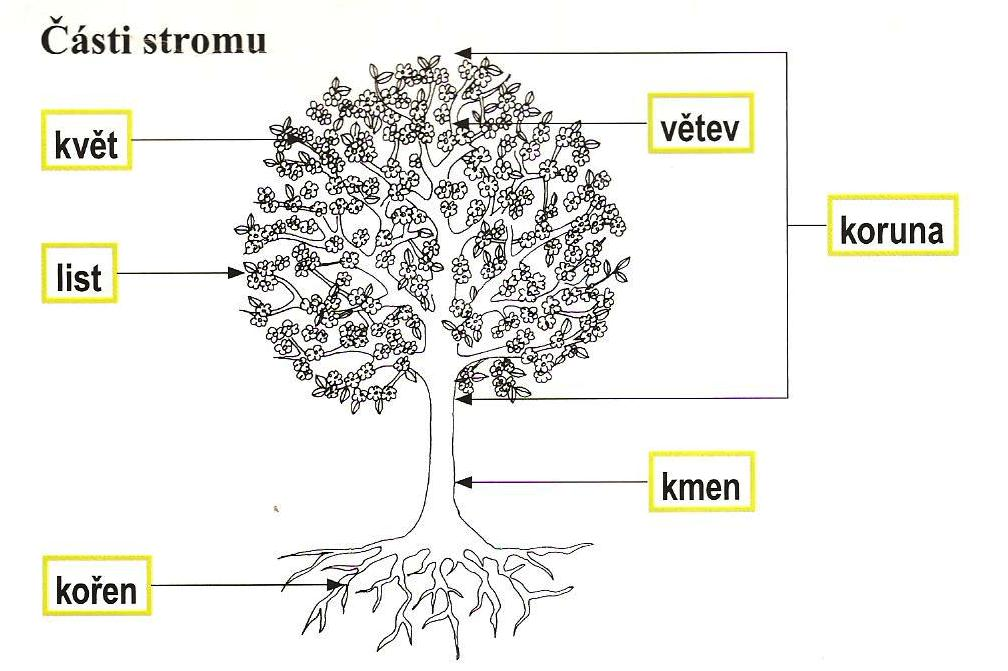 Části stromu
květ
větev
koruna
list
kmen
kořen